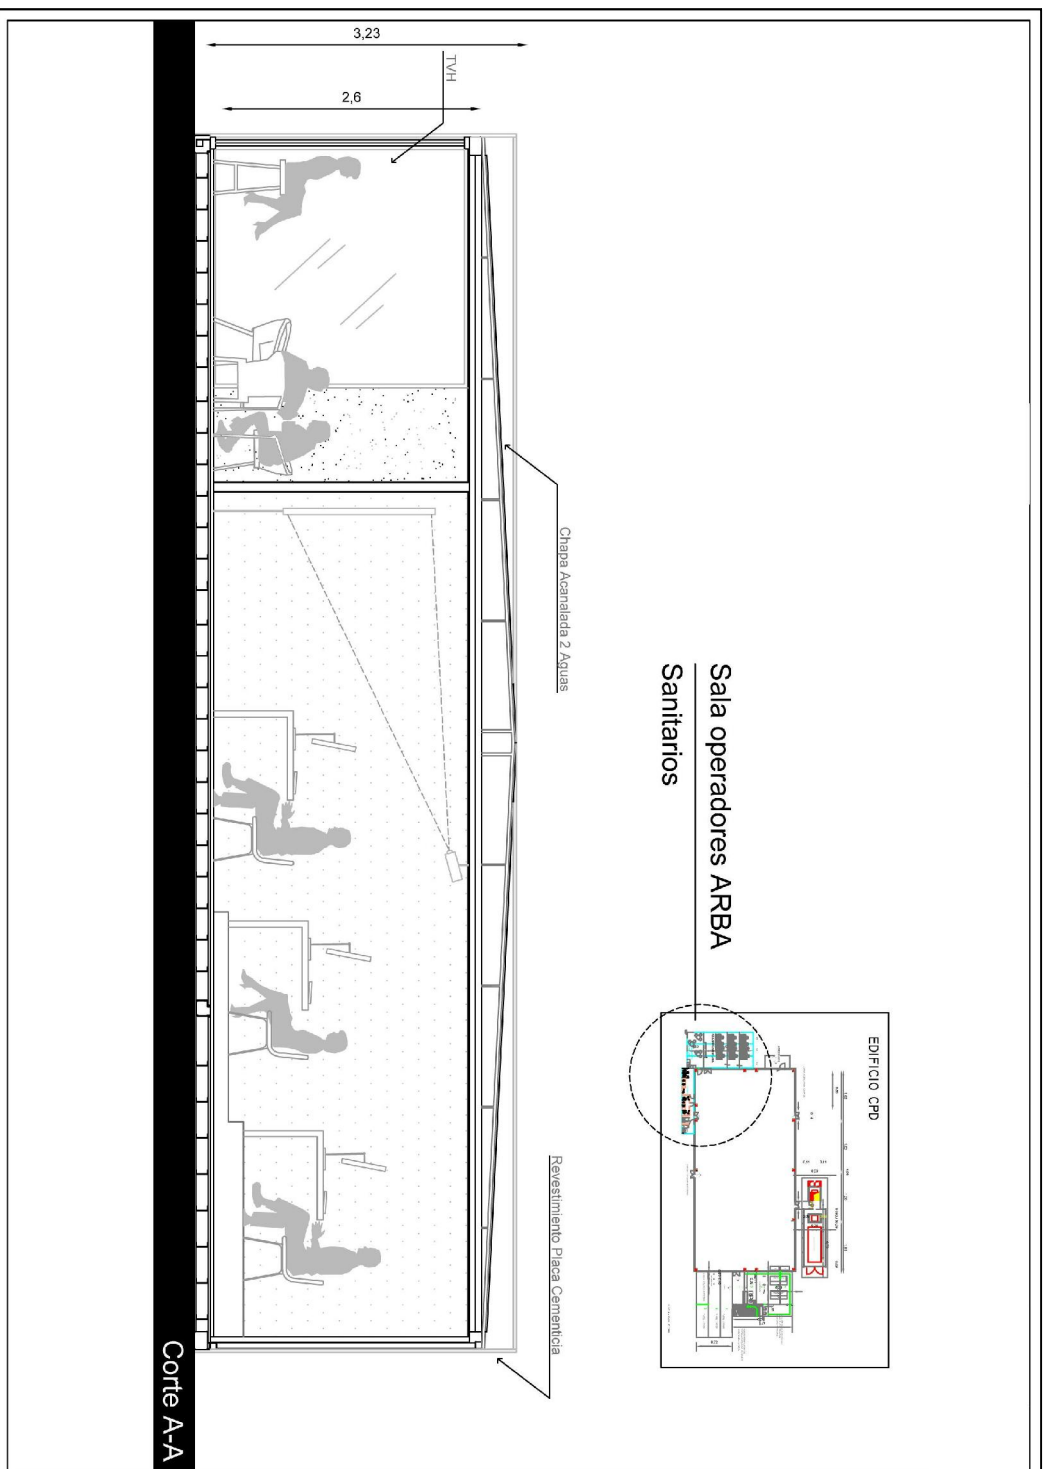 3,23
2,6
TVH
Chapa Acanalada 2 Aguas
Revestimiento Placa Cementicia
Sala operadores ARBA
Sanitarios
EDIFICIO CPD
Corte A-A